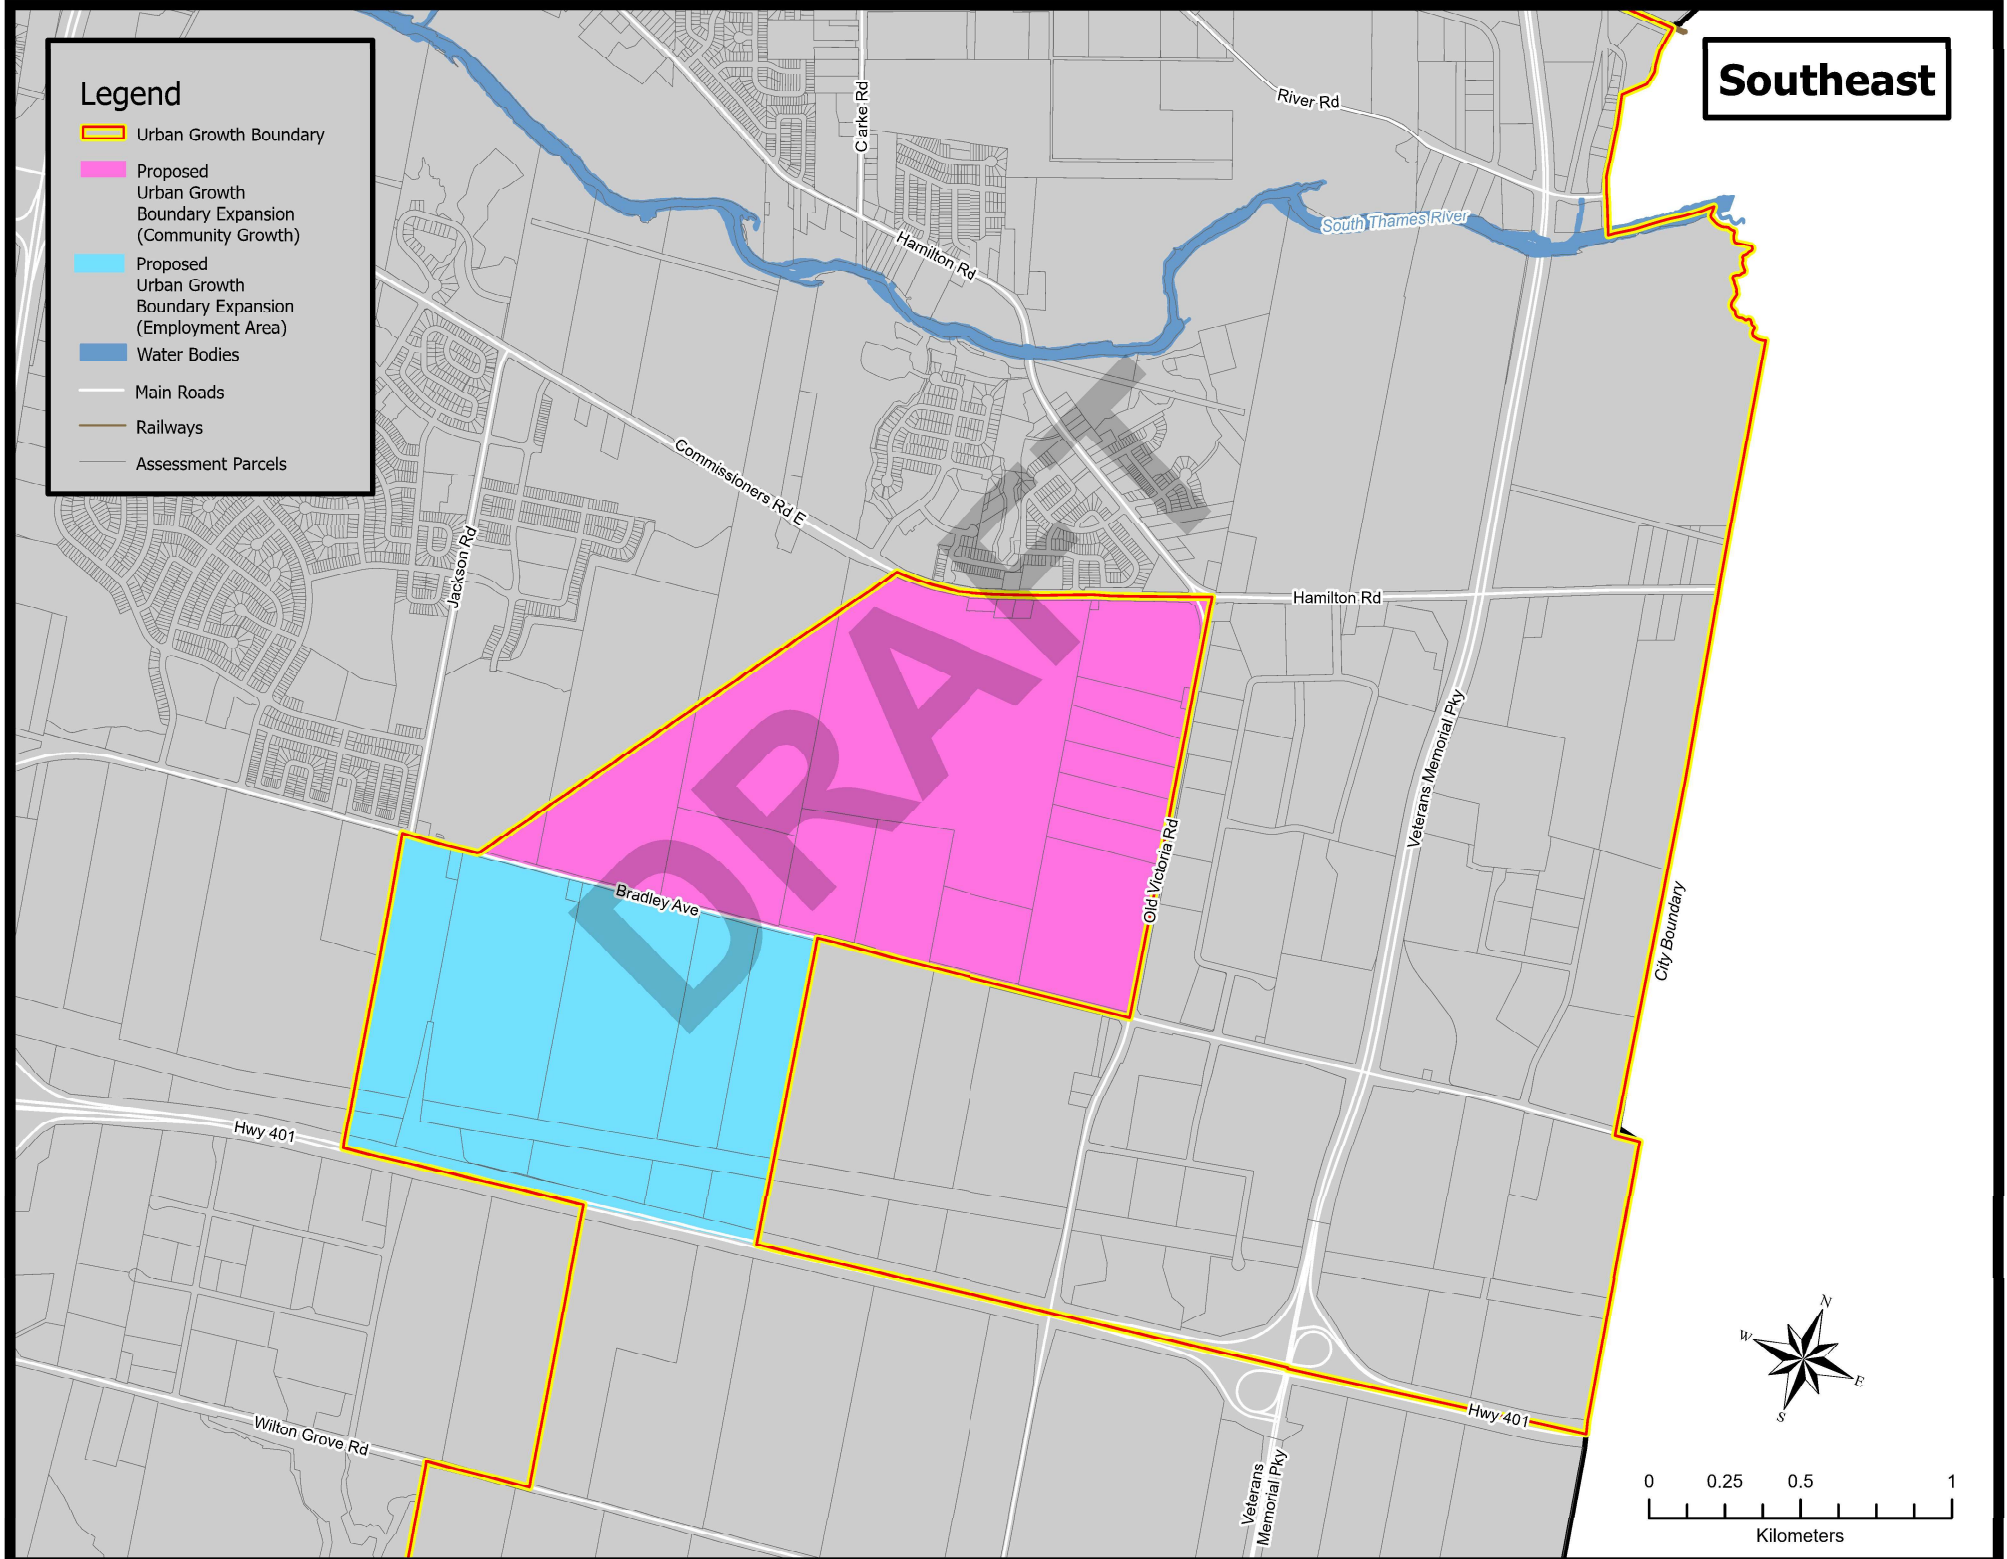 Southeast
Legend
Urban Growth Boundary
Proposed
Urban Growth
Boundary Expansion
(Community Growth)
Proposed
Urban Growth
Boundary Expansion
(Employment Area)
Water Bodies
Main Roads
Railways
Assessment Parcels
Clarke Rd
River Rd
South Thames River
Hamilton Rd
Commissioners Rd E
Jackson Rd
Hamilton Rd
DRAFT
Veterans Memorial Pky
Old Victoria Rd
Bradley Ave
City Boundary
Hwy 401
Hwy 401
Wilton Grove Rd
Veterans
Memorial Pky
N
W
E
S
0 0.25 0.5 1
Kilometers